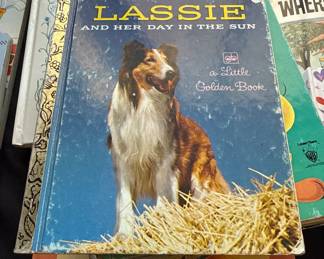 LASSIE
AND HER DAY IN THE SUN
a Little
Golden Book
WHER